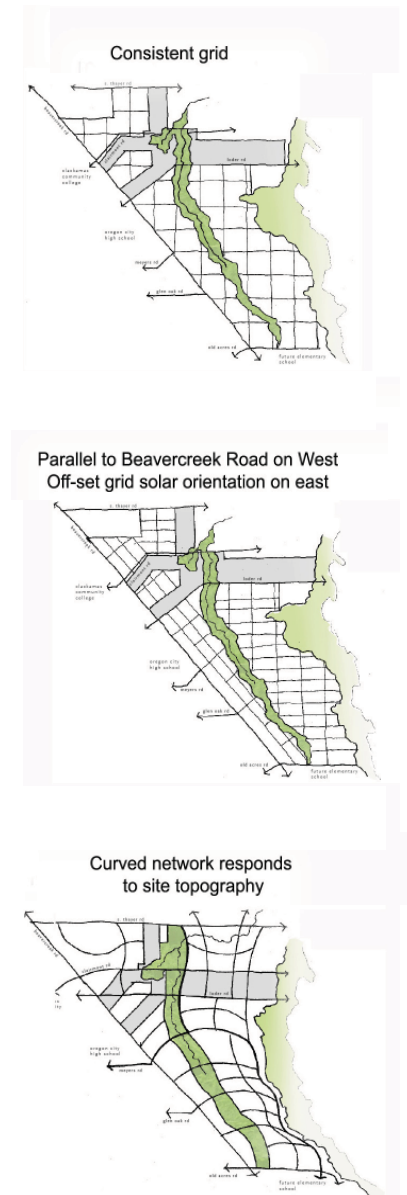 Consistent grid
s. thayer rd
beavercreek rd
loder rd
clackamas
community
college
oregon city
high school
meyers rd
glen oak rd
old acres rd
future elementary
school
Parallel to Beavercreek Road on West
Off-set grid solar orientation on east
s. thayer rd
beavercreek rd
loder rd
clackamas
community
college
oregon city
high school
meyers rd
glen oak rd
old acres rd
future elementary
school
Curved network responds
to site topography
s. thayer rd
beavercreek rd
clairmont rd
loder rd
oregon city
high school
meyers rd
glen oak rd
old acres rd
future elementary
school